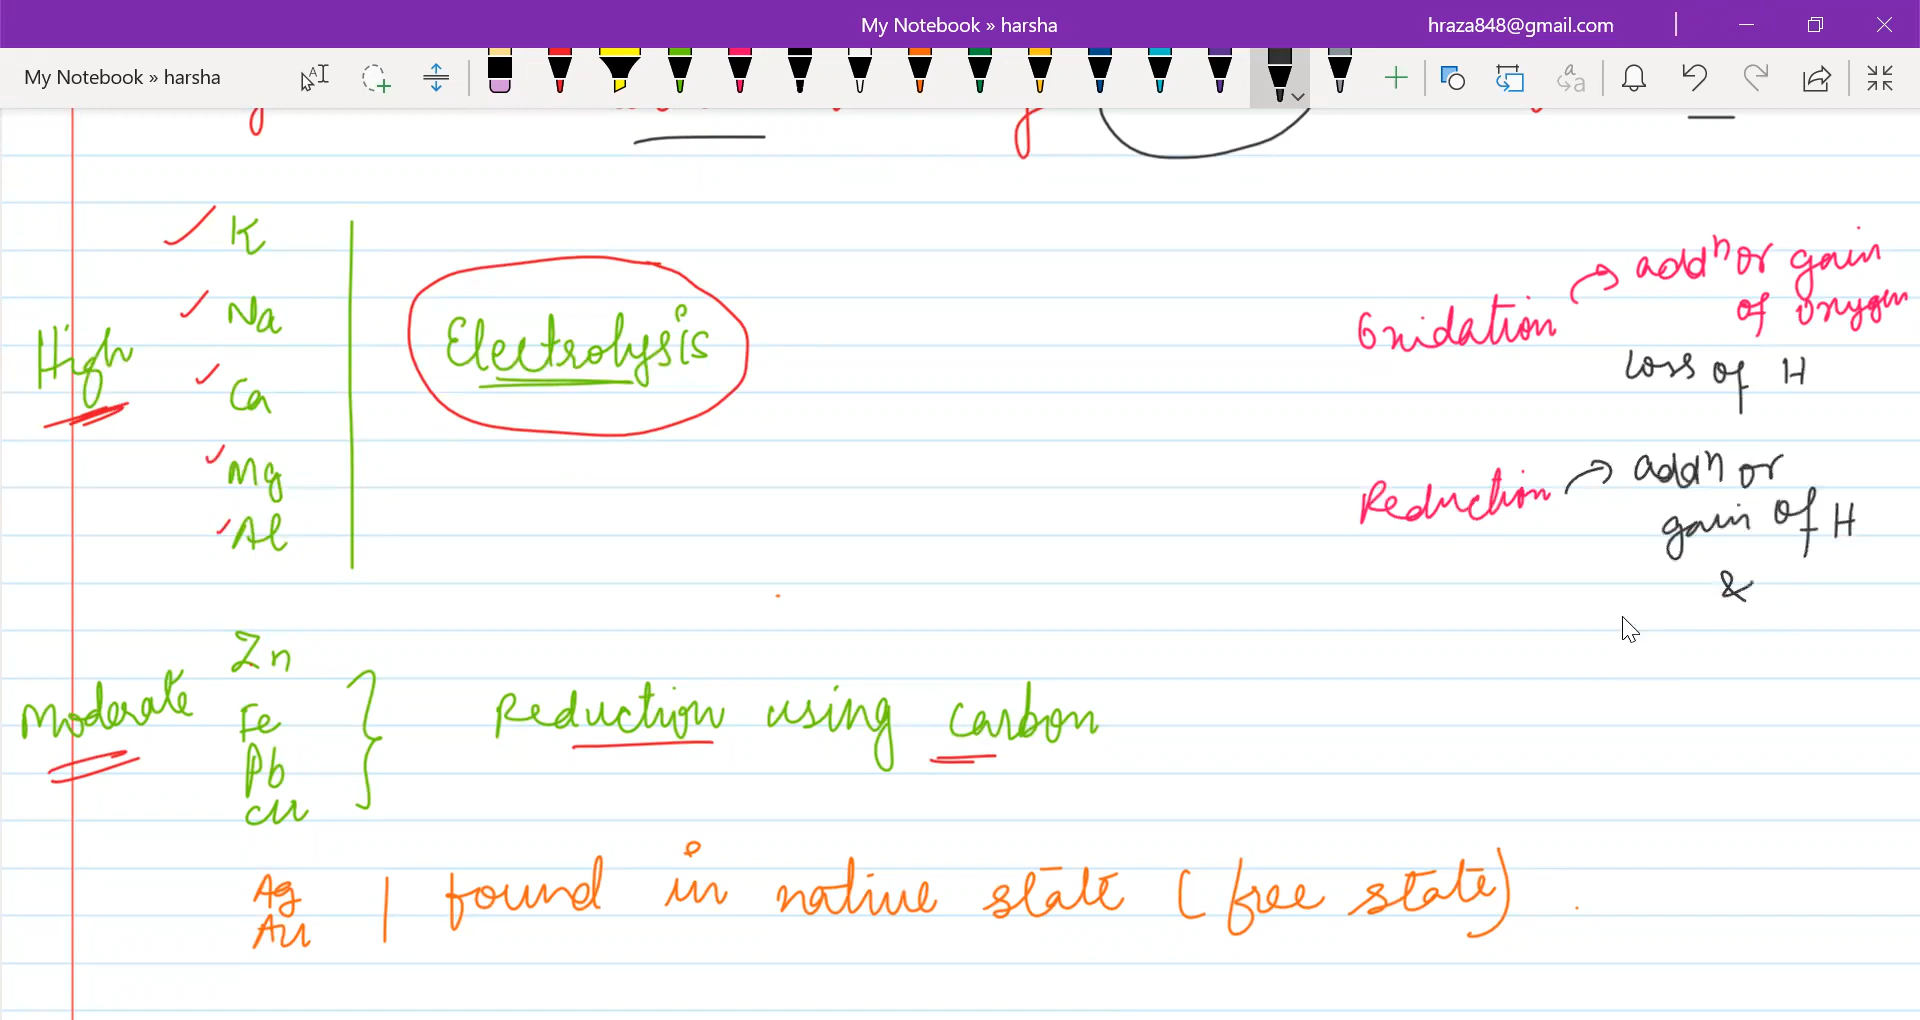 My Notebook » harsha
hraza848@gmail.com
My Notebook » harsha
K
Na
Ca
Mg
Al
High
Electrolysis
Oxidation → addn or gain
of oxygen
loss of H
Reduction → addn or
gain of H
&
Zn
Fe
Pb
Cu
Moderate
Reduction using carbon
Ag
Au
found in native state (free state).